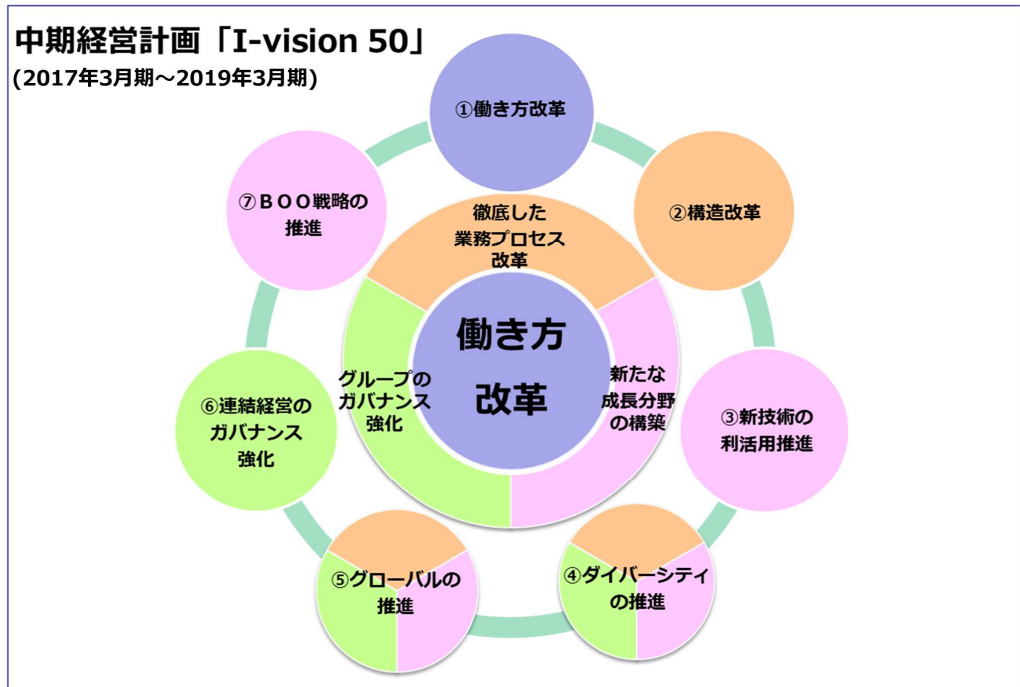 中期経営計画「I-vision 50」
(2017年3月期～2019年3月期)
①働き方改革
②構造改革
③新技術の
利活用推進
④ダイバーシティ
の推進
⑤グローバルの
推進
⑥連結経営の
ガバナンス
強化
⑦ＢＯＯ戦略の
推進
徹底した
業務プロセス
改革
新たな
成長分野
の構築
グループの
ガバナンス
強化
働き方
改革